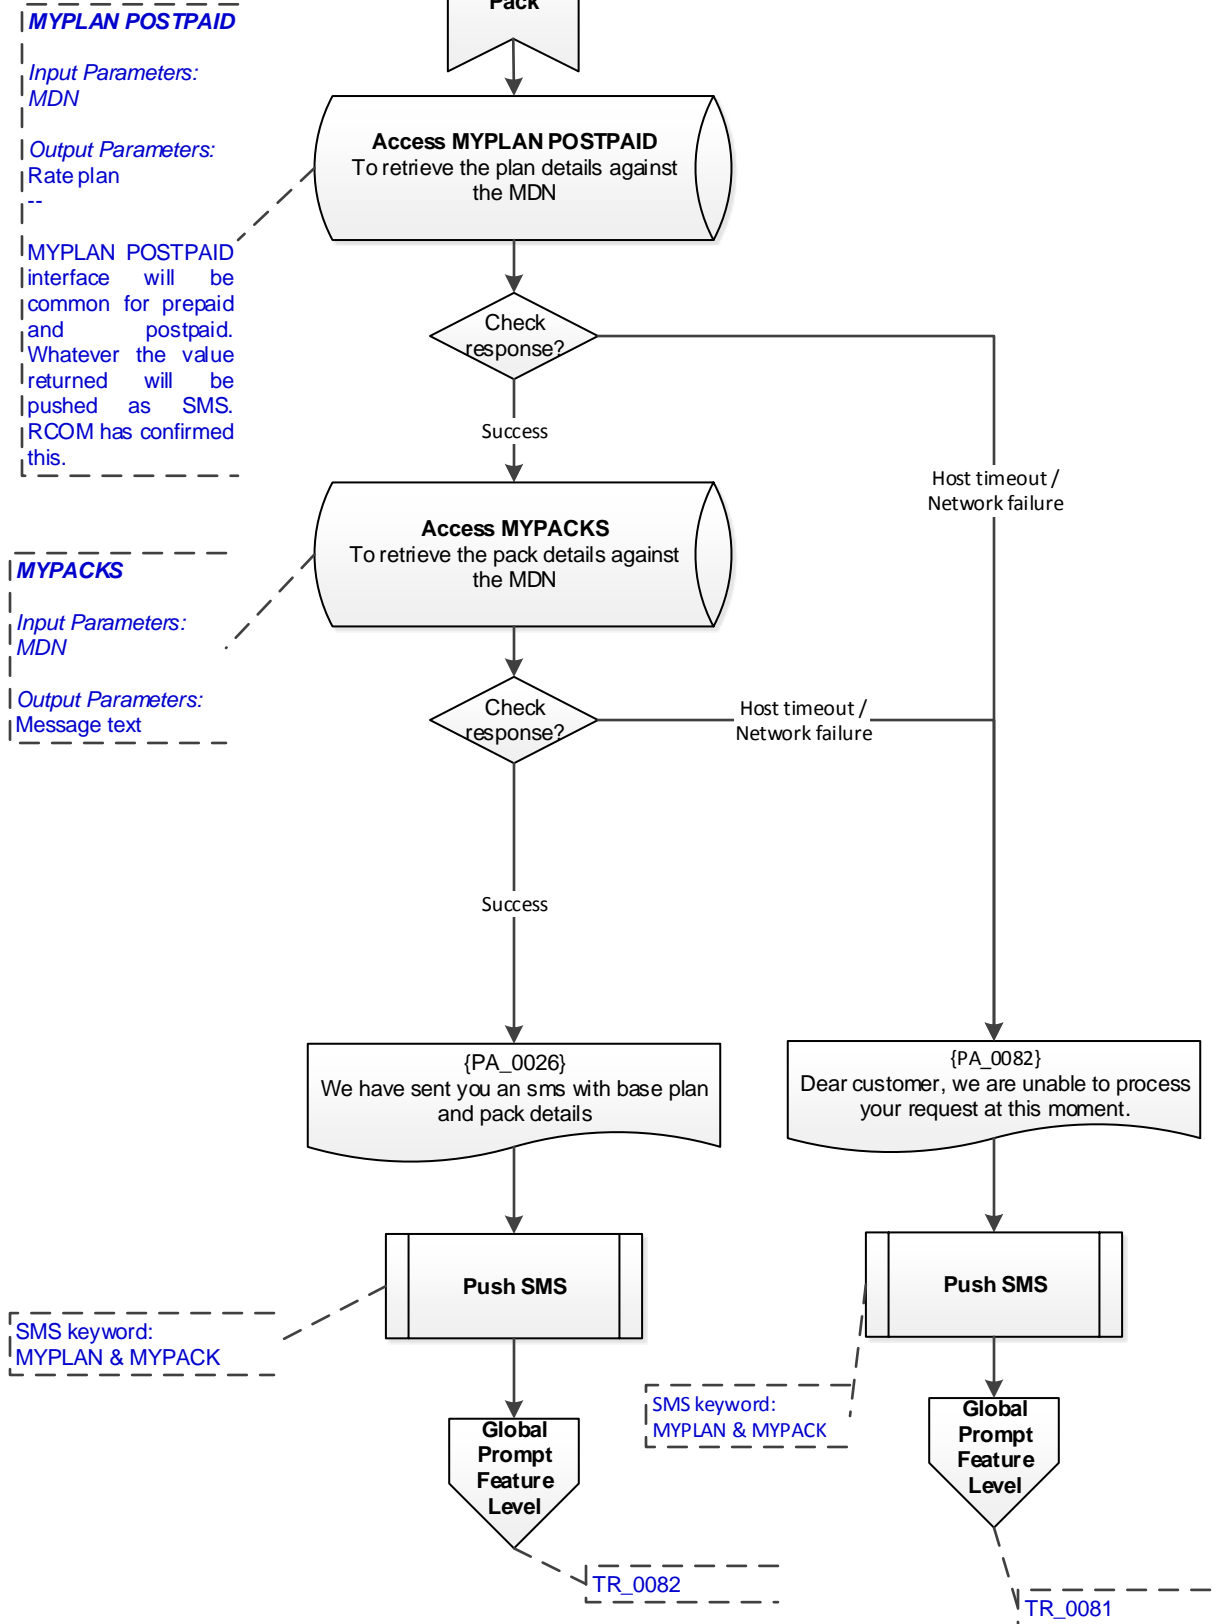 Pack
MYPLAN POSTPAID
Input Parameters:
MDN
Output Parameters:
Rate plan
--
MYPLAN POSTPAID
interface will be
common for prepaid
and postpaid.
Whatever the value
returned will be
pushed as SMS.
RCOM has confirmed
this.
Access MYPLAN POSTPAID
To retrieve the plan details against
the MDN
Check
response?
Success
Host timeout /
Network failure
Access MYPACKS
To retrieve the pack details against
the MDN
MYPACKS
Input Parameters:
MDN
Output Parameters:
Message text
Check
response?
Host timeout /
Network failure
Success
{PA_0026}
We have sent you an sms with base plan
and pack details
{PA_0082}
Dear customer, we are unable to process
your request at this moment.
Push SMS
Push SMS
SMS keyword:
MYPLAN & MYPACK
SMS keyword:
MYPLAN & MYPACK
Global
Prompt
Feature
Level
Global
Prompt
Feature
Level
TR_0082
TR_0081